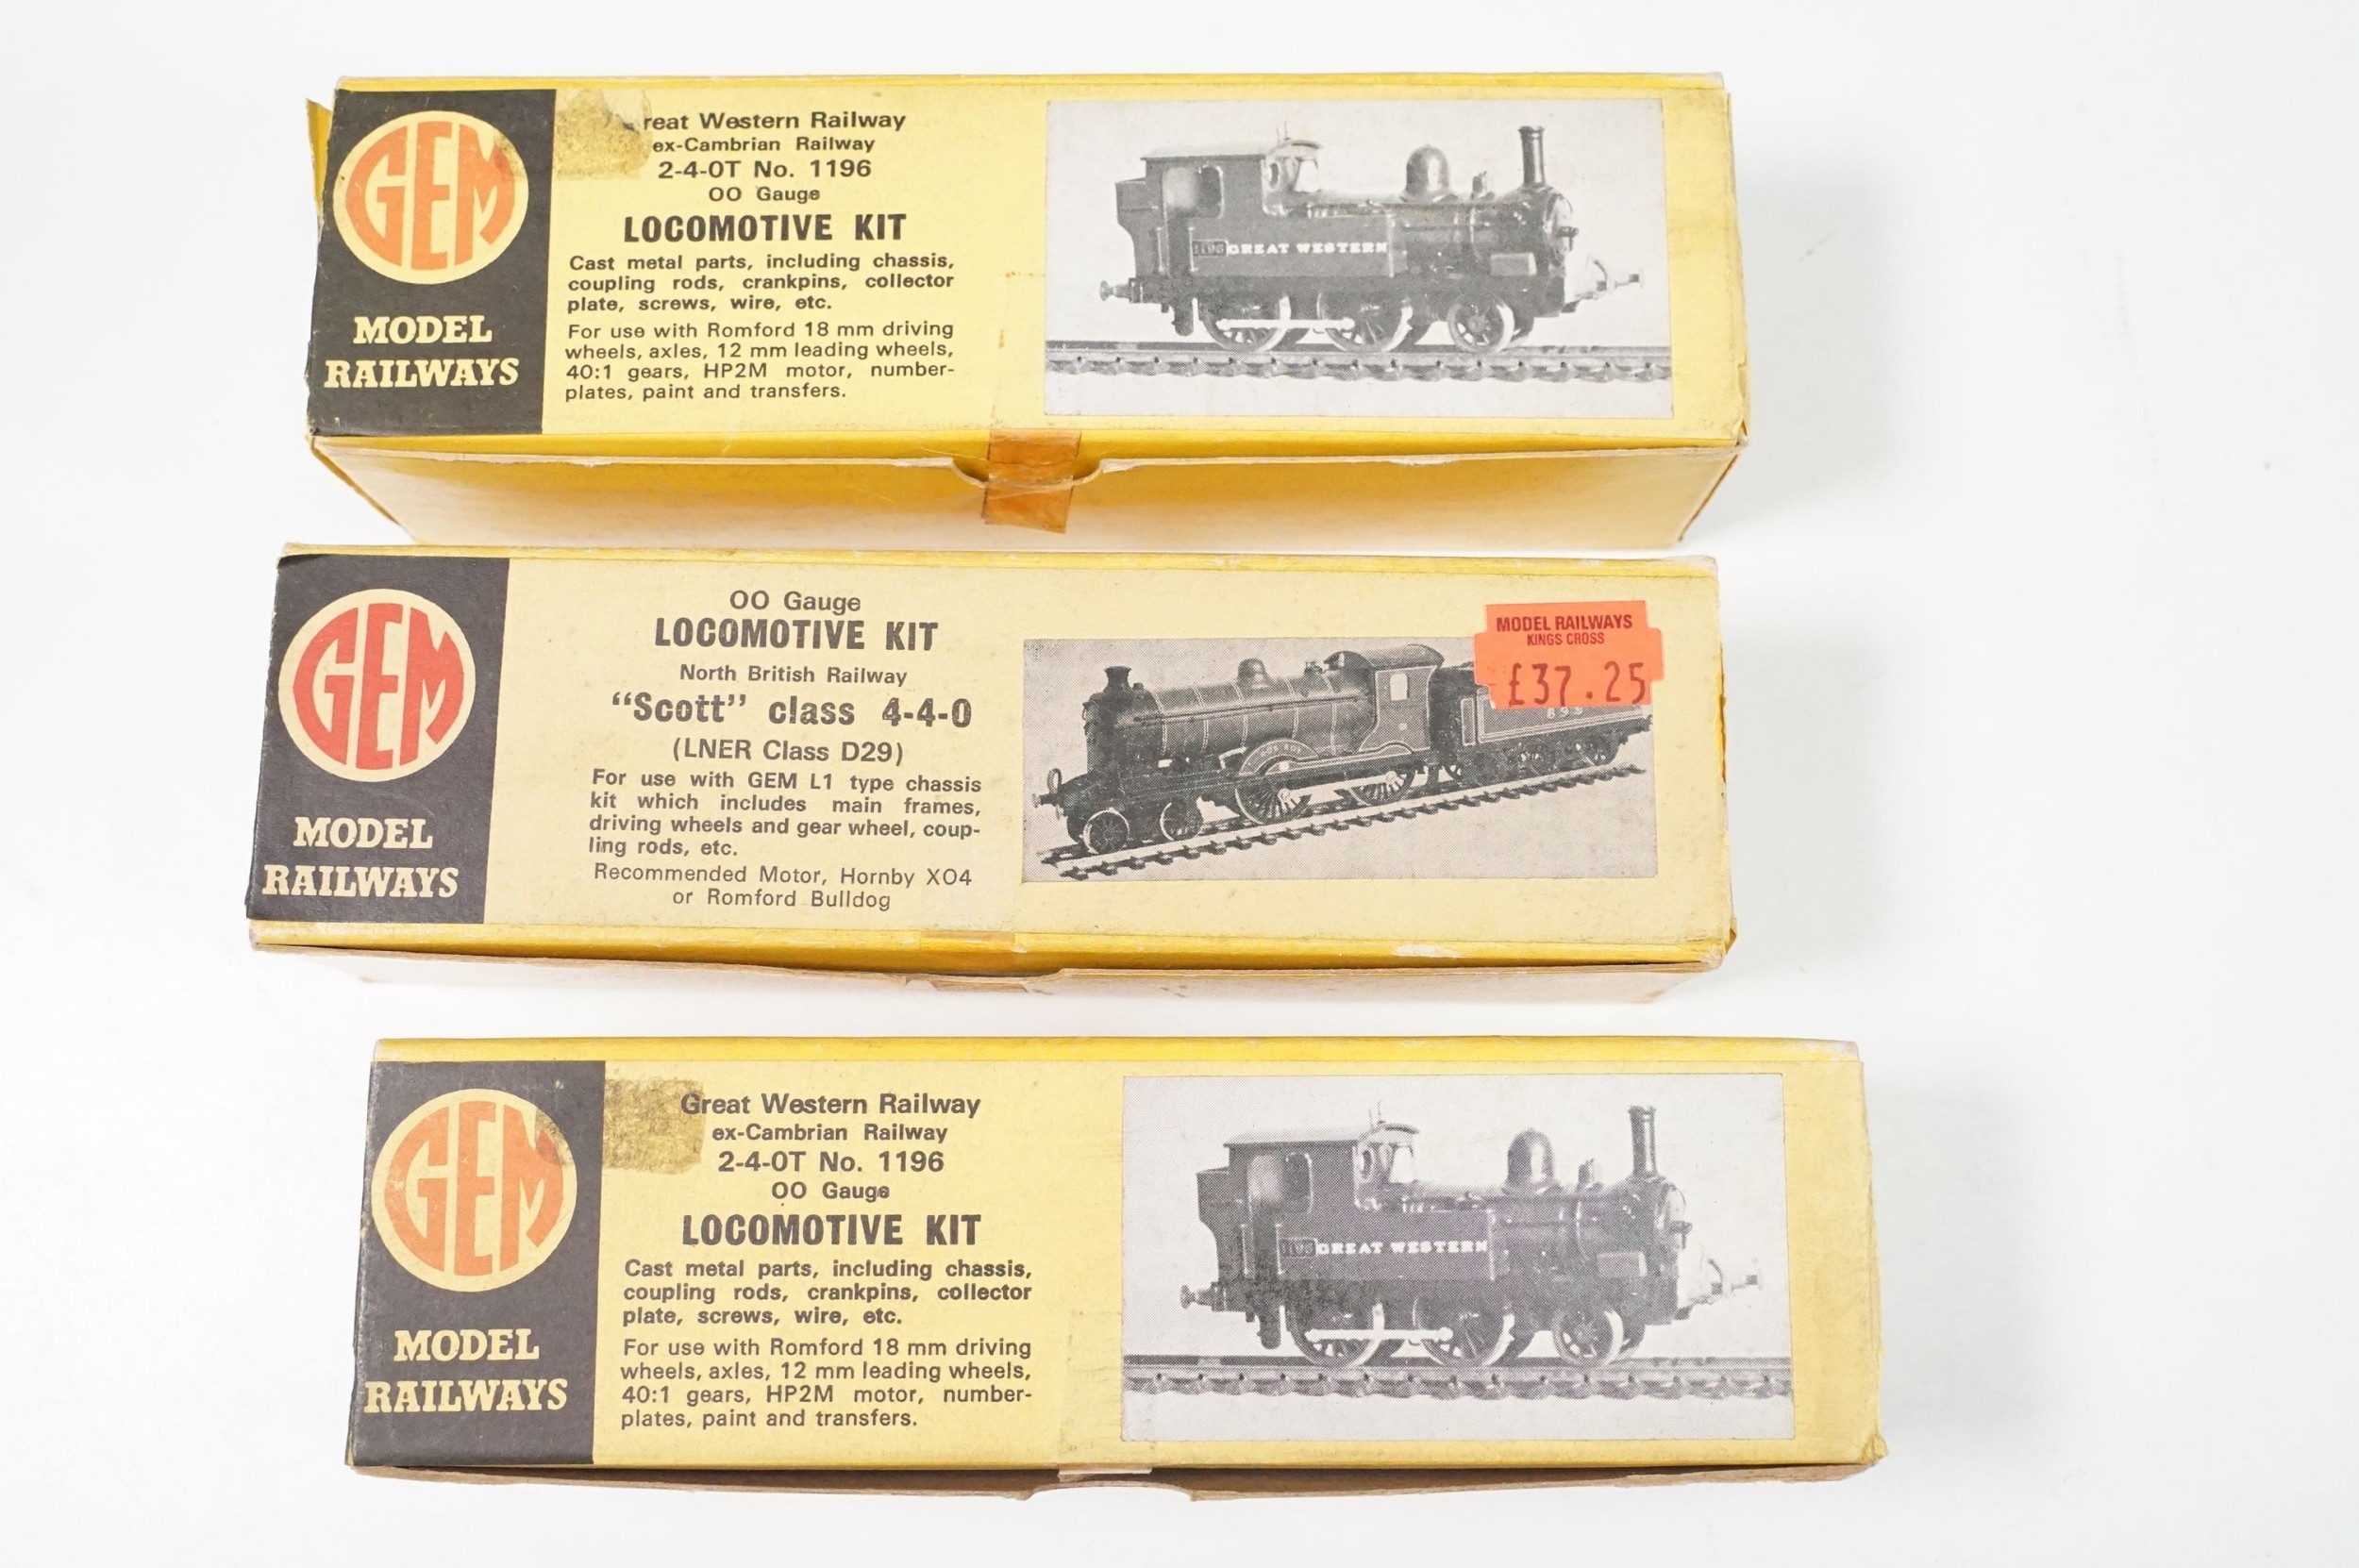 GEM
MODEL
RAILWAYS
reat Western Railway
ex-Cambrian Railway
2-4-0T No. 1196
OO Gauge
LOCOMOTIVE KIT
Cast metal parts, including chassis,
coupling rods, crankpins, collector
plate, screws, wire, etc.
For use with Romford 18 mm driving
wheels, axles, 12 mm leading wheels,
40:1 gears, HP2M motor, number-
plates, paint and transfers.
1196 GREAT WESTERN
GEM
MODEL
RAILWAYS
OO Gauge
LOCOMOTIVE KIT
North British Railway
“Scott” class 4-4-0
(LNER Class D29)
For use with GEM L1 type chassis
kit which includes main frames,
driving wheels and gear wheel, coup-
ling rods, etc.
Recommended Motor, Hornby XO4
or Romford Bulldog
MODEL RAILWAYS
KINGS CROSS
£37.25
899
GEM
MODEL
RAILWAYS
Great Western Railway
ex-Cambrian Railway
2-4-0T No. 1196
OO Gauge
LOCOMOTIVE KIT
Cast metal parts, including chassis,
coupling rods, crankpins, collector
plate, screws, wire, etc.
For use with Romford 18 mm driving
wheels, axles, 12 mm leading wheels,
40:1 gears, HP2M motor, number-
plates, paint and transfers.
1196 GREAT WESTERN